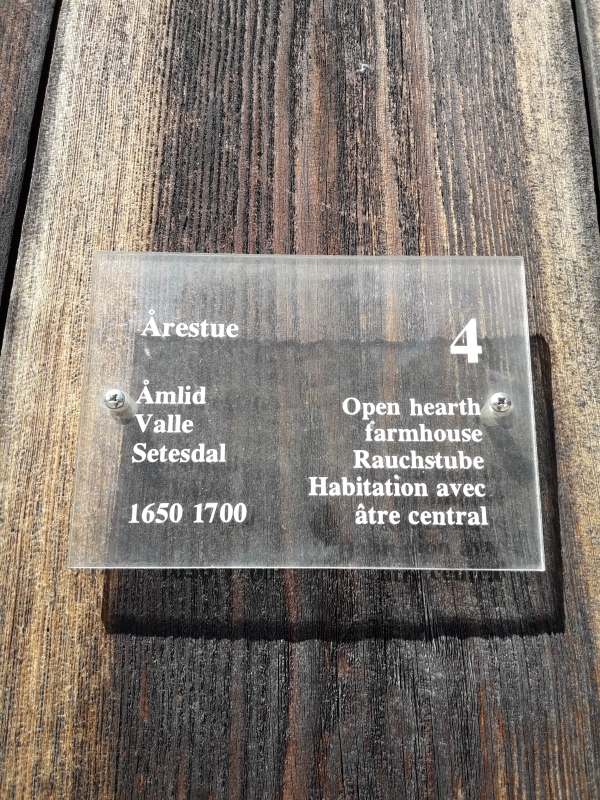 Årestue
4
Åmlid
Valle
Setesdal
1650 1700
Open hearth
farmhouse
Rauchstube
Habitation avec
âtre central